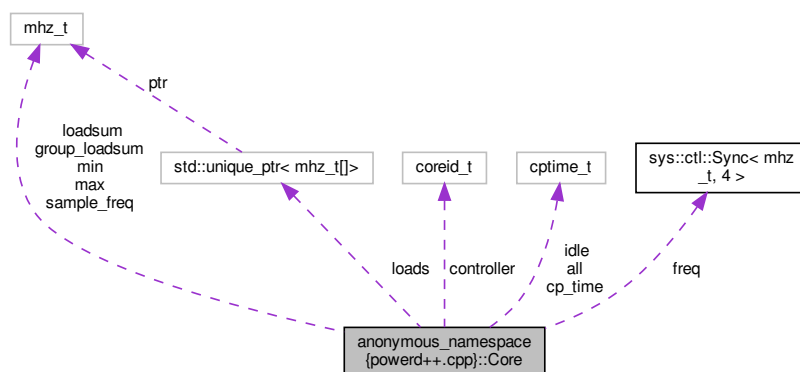 mhz_t
ptr
loadsum
group_loadsum
min
max
sample_freq
std::unique_ptr< mhz_t[]>
coreid_t
cptime_t
sys::ctl::Sync< mhz
_t, 4 >
loads
controller
idle
all
cp_time
freq
anonymous_namespace
{powerd++.cpp}::Core